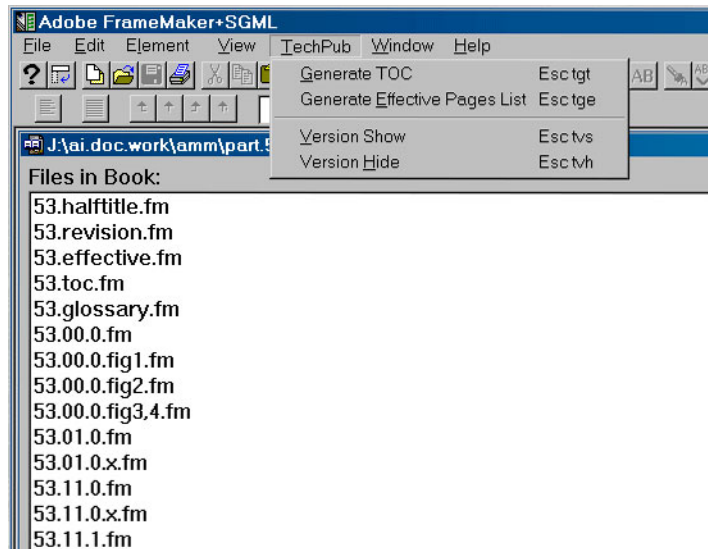 Adobe FrameMaker+SGML
File Edit Element View TechPub Window Help
Generate TOC Esc tgt
Generate Effective Pages List Esc tge
Version Show Esc tvs
Version Hide Esc tvh
AB
J:\ai.doc.work\amm\part.5
Files in Book:
53.halftitle.fm
53.revision.fm
53.effective.fm
53.toc.fm
53.glossary.fm
53.00.0.fm
53.00.0.fig1.fm
53.00.0.fig2.fm
53.00.0.fig3,4.fm
53.01.0.fm
53.01.0.x.fm
53.11.0.fm
53.11.0.x.fm
53.11.1.fm